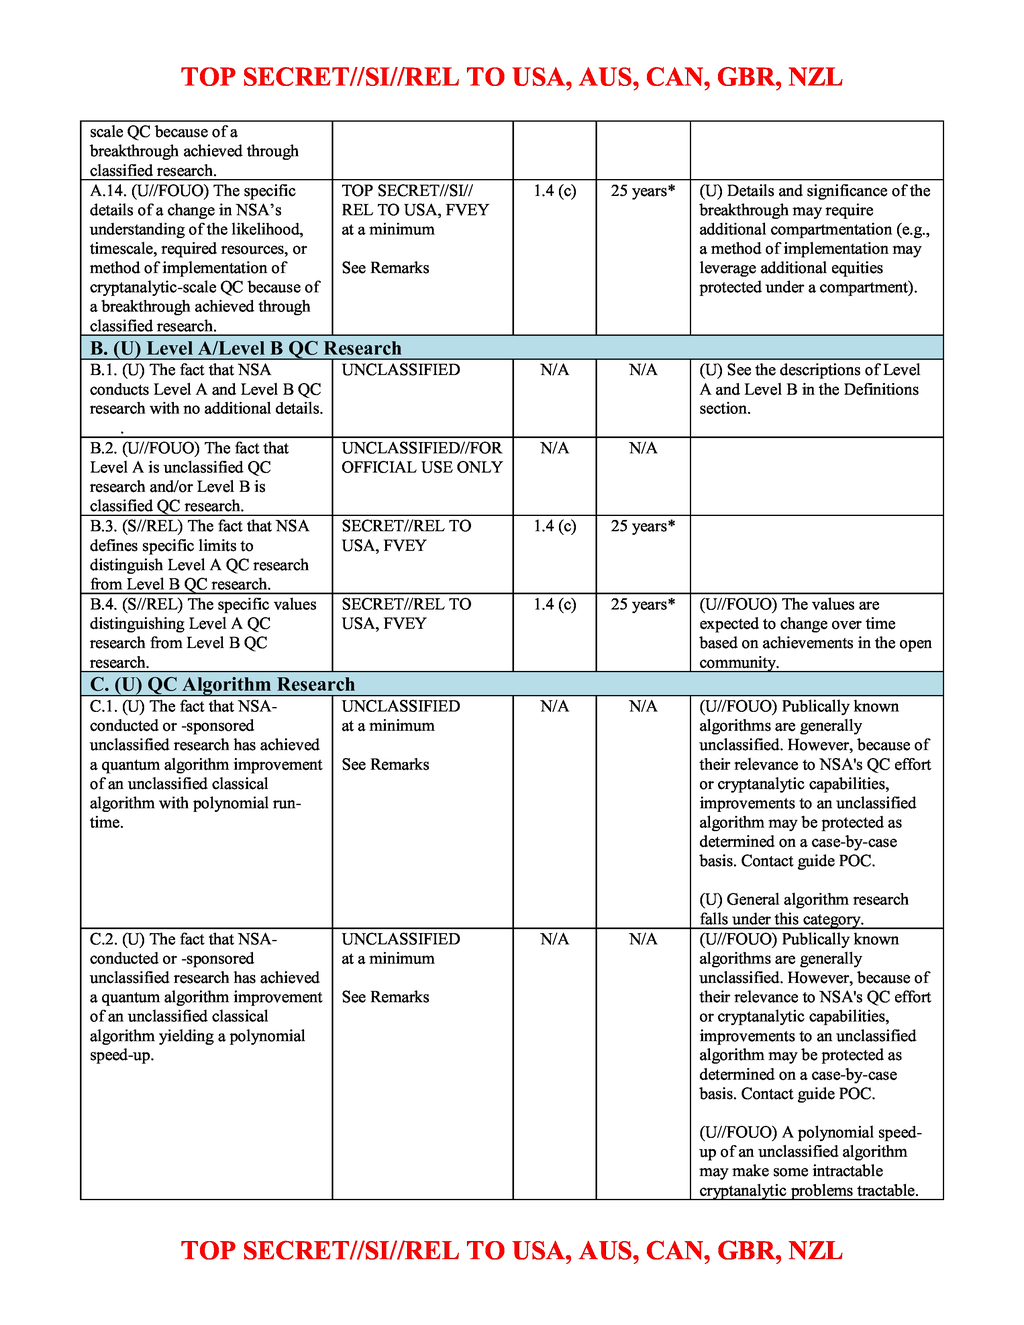 TOP SECRET//SI//REL TO USA, AUS, CAN, GBR, NZL
scale QC because of a
breakthrough achieved through
classified research.
A.14. (U//FOUO) The specific
details of a change in NSA's
understanding of the likelihood,
timescale, required resources, or
method of implementation of
cryptanalytic-scale QC because of
a breakthrough achieved through
classified research.
TOP SECRET//SI//
REL TO USA, FVEY
at a minimum
See Remarks
1.4 (c)
25 years*
(U) Details and significance of the
breakthrough may require
additional compartmentation (e.g.,
a method of implementation may
leverage additional equities
protected under a compartment).
B. (U) Level A/Level B QC Research
B.1. (U) The fact that NSA
conducts Level A and Level B QC
research with no additional details.
.
UNCLASSIFIED
N/A
N/A
(U) See the descriptions of Level
A and Level B in the Definitions
section.
B.2. (U//FOUO) The fact that
Level A is unclassified QC
research and/or Level B is
classified QC research.
UNCLASSIFIED//FOR
OFFICIAL USE ONLY
N/A
N/A
B.3. (S//REL) The fact that NSA
defines specific limits to
distinguish Level A QC research
from Level B QC research.
SECRET//REL TO
USA, FVEY
1.4 (c)
25 years*
B.4. (S//REL) The specific values
distinguishing Level A QC
research from Level B QC
research.
SECRET//REL TO
USA, FVEY
1.4 (c)
25 years*
(U//FOUO) The values are
expected to change over time
based on achievements in the open
community.
C. (U) QC Algorithm Research
C.1. (U) The fact that NSA-
conducted or -sponsored
unclassified research has achieved
a quantum algorithm improvement
of an unclassified classical
algorithm with polynomial run-
time.
UNCLASSIFIED
at a minimum
See Remarks
N/A
N/A
(U//FOUO) Publically known
algorithms are generally
unclassified. However, because of
their relevance to NSA's QC effort
or cryptanalytic capabilities,
improvements to an unclassified
algorithm may be protected as
determined on a case-by-case
basis. Contact guide POC.
(U) General algorithm research
falls under this category.
C.2. (U) The fact that NSA-
conducted or -sponsored
unclassified research has achieved
a quantum algorithm improvement
of an unclassified classical
algorithm yielding a polynomial
speed-up.
UNCLASSIFIED
at a minimum
See Remarks
N/A
N/A
(U//FOUO) Publically known
algorithms are generally
unclassified. However, because of
their relevance to NSA's QC effort
or cryptanalytic capabilities,
improvements to an unclassified
algorithm may be protected as
determined on a case-by-case
basis. Contact guide POC.
(U//FOUO) A polynomial speed-
up of an unclassified algorithm
may make some intractable
cryptanalytic problems tractable.
TOP SECRET//SI//REL TO USA, AUS, CAN, GBR, NZL